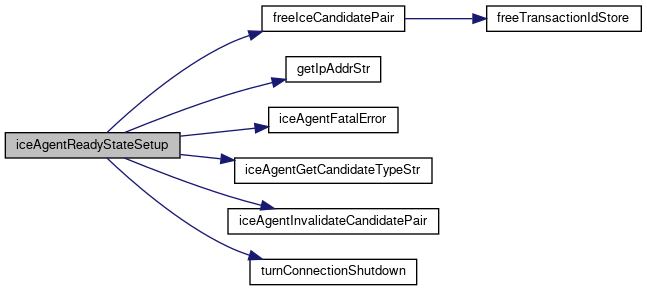 freeIceCandidatePair
freeTransactionIdStore
getIpAddrStr
iceAgentFatalError
iceAgentReadyStateSetup
iceAgentGetCandidateTypeStr
iceAgentInvalidateCandidatePair
turnConnectionShutdown